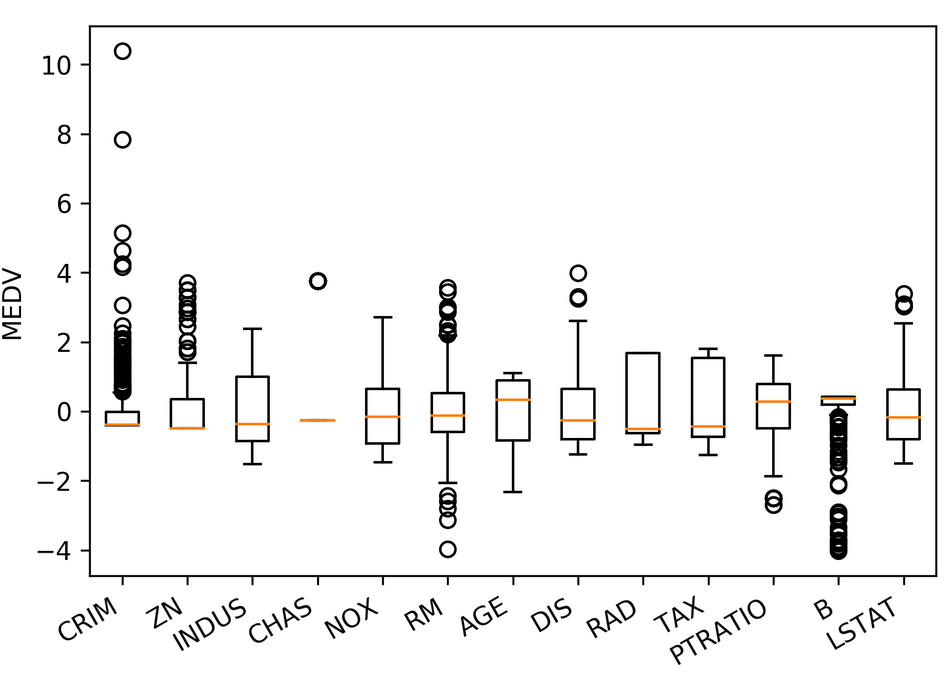 MEDV
10
8
6
4
2
0
−2
−4
CRIM
ZN
INDUS
CHAS
NOX
RM
AGE
DIS
RAD
TAX
PTRATIO
B
LSTAT